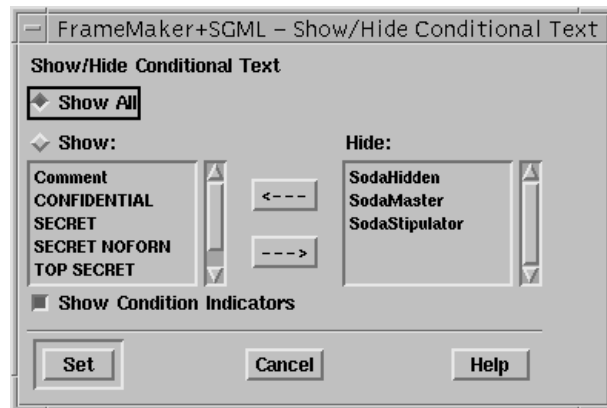 FrameMaker+SGML – Show/Hide Conditional Text
Show/Hide Conditional Text
Show All
Show:
Hide:
Comment
CONFIDENTIAL
SECRET
SECRET NOFORN
TOP SECRET
<---
--->
SodaHidden
SodaMaster
SodaStipulator
Show Condition Indicators
Set
Cancel
Help